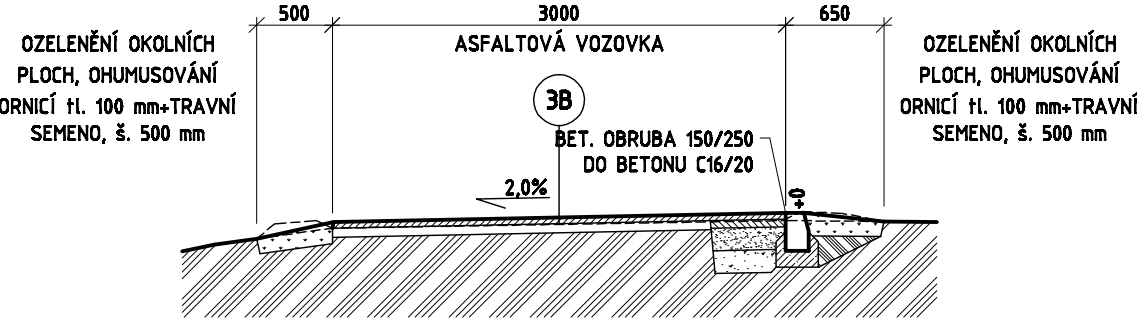 500
3000
650
OZELENĚNÍ OKOLNÍCH
PLOCH, OHUMUSOVÁNÍ
ORNICÍ tl. 100 mm+TRAVNÍ
SEMENO, š. 500 mm
ASFALTOVÁ VOZOVKA
OZELENĚNÍ OKOLNÍCH
PLOCH, OHUMUSOVÁNÍ
ORNICÍ tl. 100 mm+TRAVNÍ
SEMENO, š. 500 mm
3B
BET. OBRUBA 150/250
DO BETONU C16/20
2,0%
+0